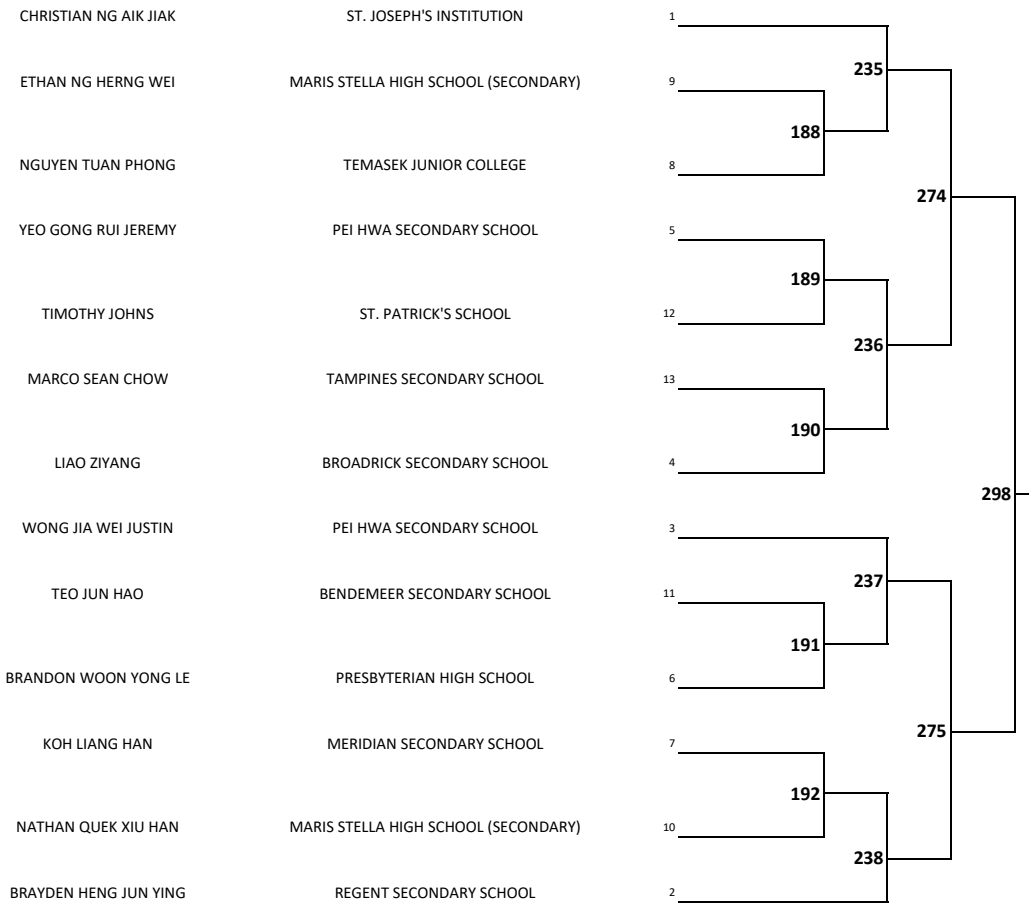 CHRISTIAN NG AIK JIAK ST. JOSEPH'S INSTITUTION 1
235
ETHAN NG HERNG WEI MARIS STELLA HIGH SCHOOL (SECONDARY) 9
188
NGUYEN TUAN PHONG TEMASEK JUNIOR COLLEGE 8
274
YEO GONG RUI JEREMY PEI HWA SECONDARY SCHOOL 5
189
TIMOTHY JOHNS ST. PATRICK'S SCHOOL 12
236
MARCO SEAN CHOW TAMPINES SECONDARY SCHOOL 13
190
LIAO ZIYANG BROADRICK SECONDARY SCHOOL 4
298
WONG JIA WEI JUSTIN PEI HWA SECONDARY SCHOOL 3
237
TEO JUN HAO BENDEMEER SECONDARY SCHOOL 11
191
BRANDON WOON YONG LE PRESBYTERIAN HIGH SCHOOL 6
275
KOH LIANG HAN MERIDIAN SECONDARY SCHOOL 7
192
NATHAN QUEK XIU HAN MARIS STELLA HIGH SCHOOL (SECONDARY) 10
238
BRAYDEN HENG JUN YING REGENT SECONDARY SCHOOL 2